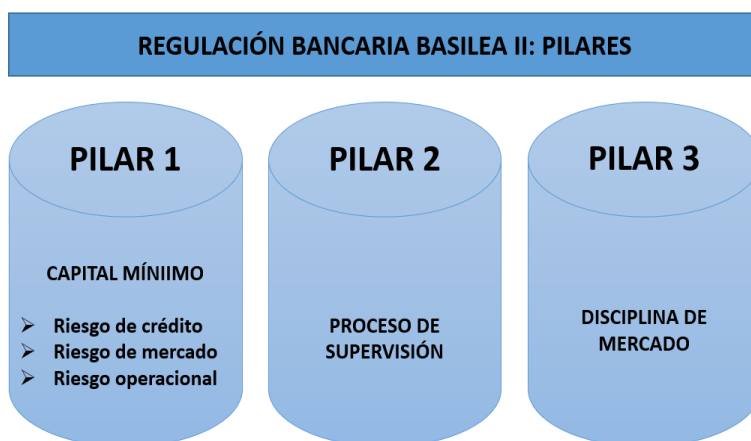 REGULACIÓN BANCARIA BASILEA II: PILARES
PILAR 1
CAPITAL MÍNIIMO
➢ Riesgo de crédito
➢ Riesgo de mercado
➢ Riesgo operacional
PILAR 2
PROCESO DE
SUPERVISIÓN
PILAR 3
DISCIPLINA DE
MERCADO